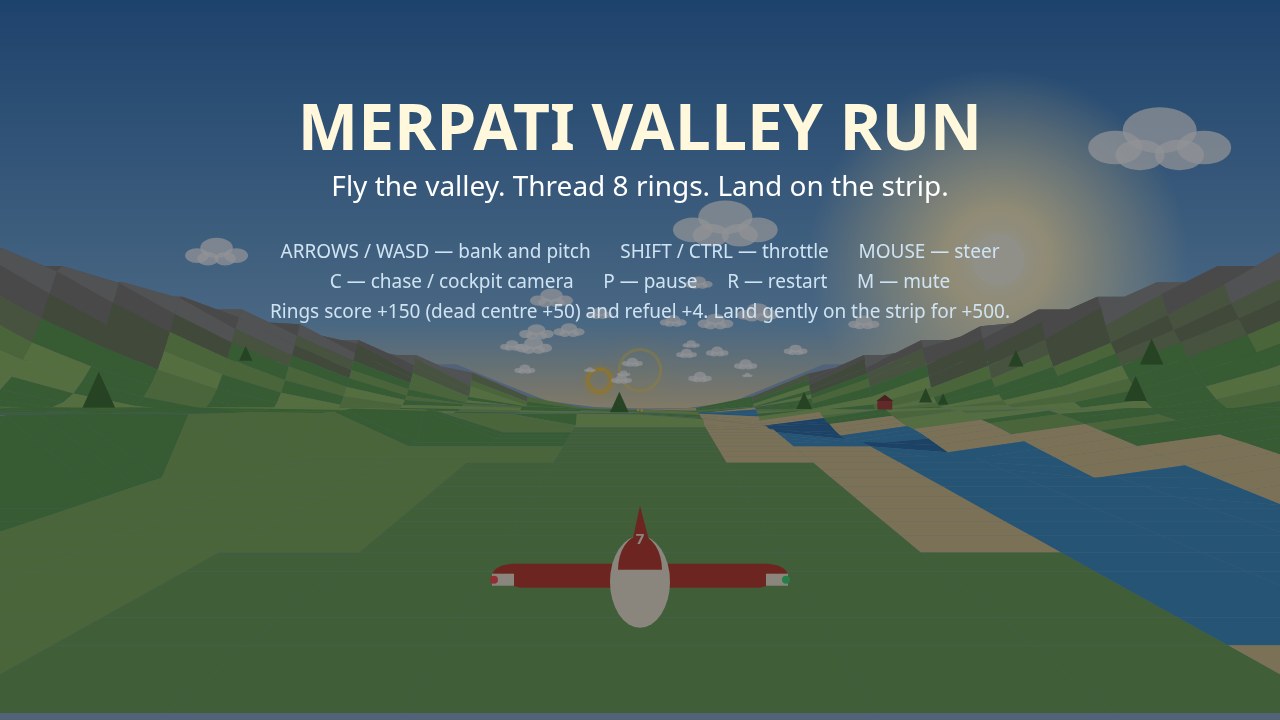 MERPATI VALLEY RUN
Fly the valley. Thread 8 rings. Land on the strip.
ARROWS / WASD — bank and pitch SHIFT / CTRL — throttle MOUSE — steer
C — chase / cockpit camera P — pause R — restart M — mute
Rings score +150 (dead centre +50) and refuel +4. Land gently on the strip for +500.
7